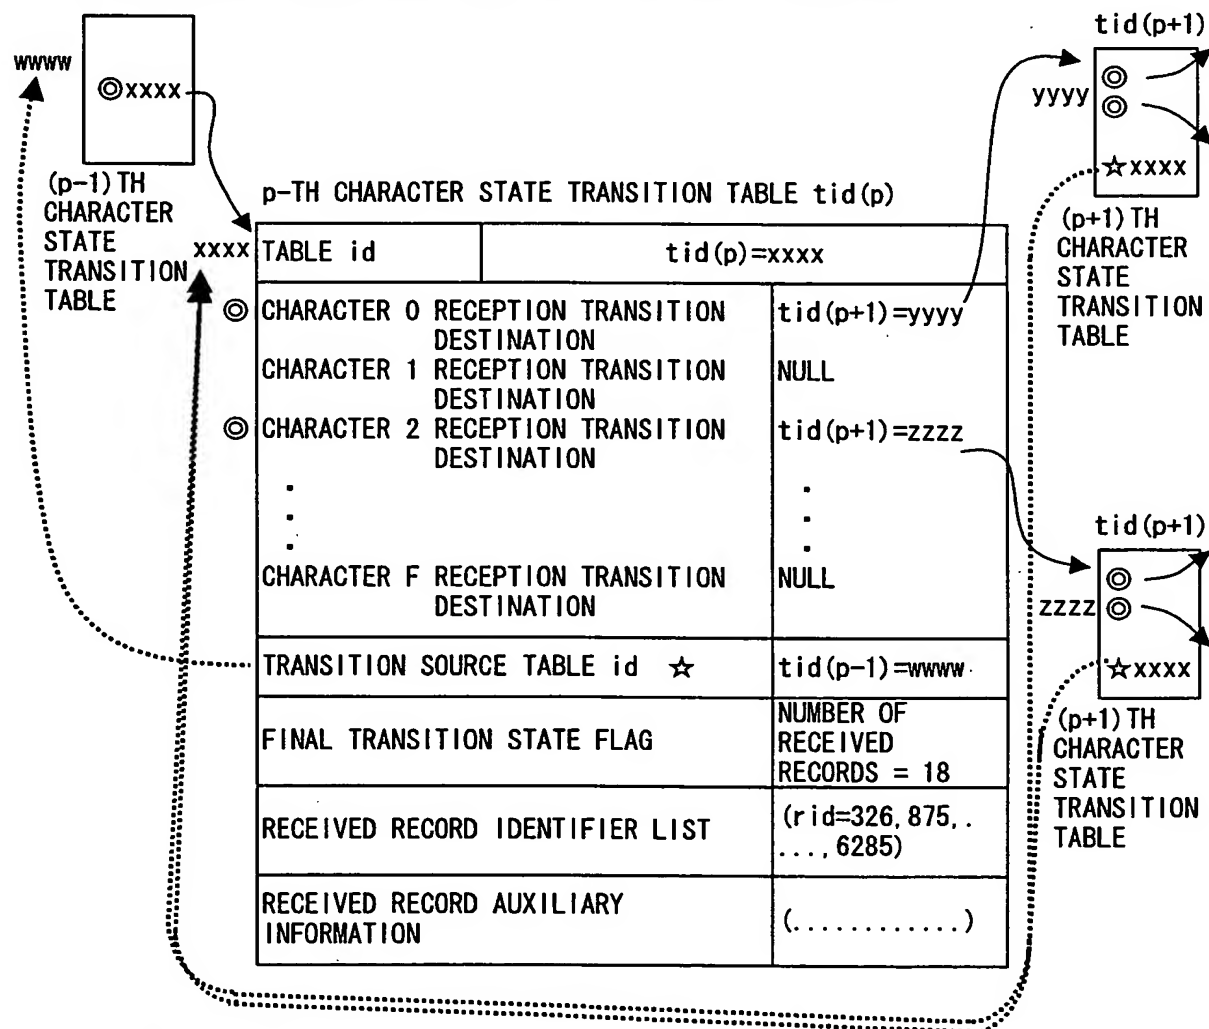 wwww
◎xxxx
(p-1)TH
CHARACTER
STATE
TRANSITION
TABLE
p-TH CHARACTER STATE TRANSITION TABLE tid(p)
xxxx
TABLE id
tid(p)=xxxx
◎ CHARACTER 0 RECEPTION TRANSITION
DESTINATION
tid(p+1)=yyyy
CHARACTER 1 RECEPTION TRANSITION
DESTINATION
NULL
◎ CHARACTER 2 RECEPTION TRANSITION
DESTINATION
tid(p+1)=zzzz
CHARACTER F RECEPTION TRANSITION
DESTINATION
NULL
TRANSITION SOURCE TABLE id ☆
tid(p-1)=wwww
FINAL TRANSITION STATE FLAG
NUMBER OF
RECEIVED
RECORDS = 18
RECEIVED RECORD IDENTIFIER LIST
(rid=326,875,.
...,6285)
RECEIVED RECORD AUXILIARY
INFORMATION
(............)
tid(p+1)
yyyy
◎
◎
☆xxxx
(p+1)TH
CHARACTER
STATE
TRANSITION
TABLE
tid(p+1)
zzzz
◎
◎
☆xxxx
(p+1)TH
CHARACTER
STATE
TRANSITION
TABLE